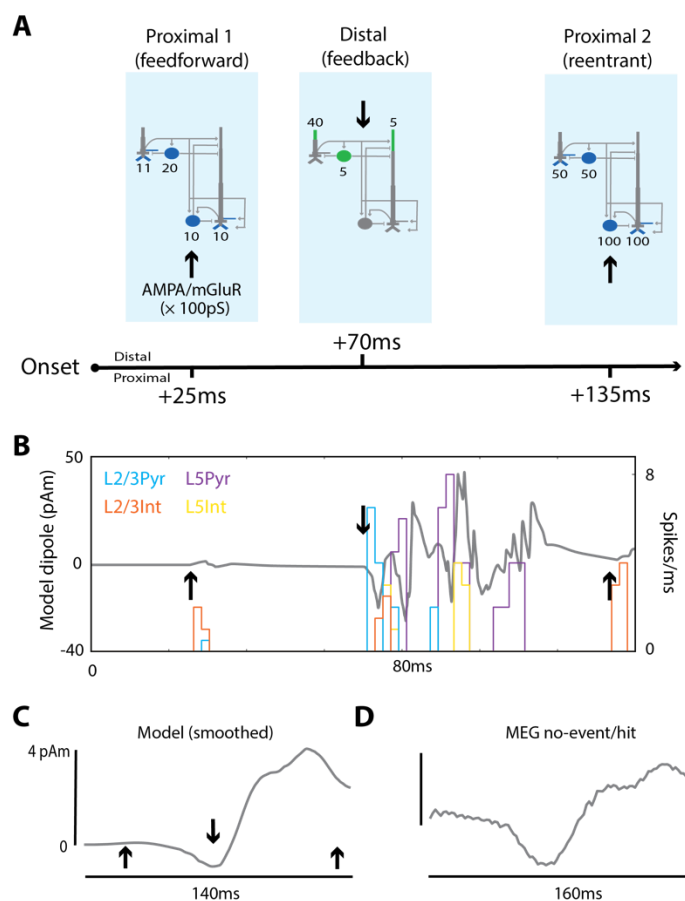 A
Proximal 1
(feedforward)
Distal
(feedback)
Proximal 2
(reentrant)
11
20
10
10
AMPA/mGluR
(× 100pS)
40
5
5
50
50
100
100
Onset
Distal
Proximal
+25ms
+70ms
+135ms
B
Model dipole (pAm)
50
0
-40
L2/3Pyr
L5Pyr
L2/3Int
L5Int
8
0
Spikes/ms
0
80ms
C
Model (smoothed)
4 pAm
0
140ms
D
MEG no-event/hit
160ms